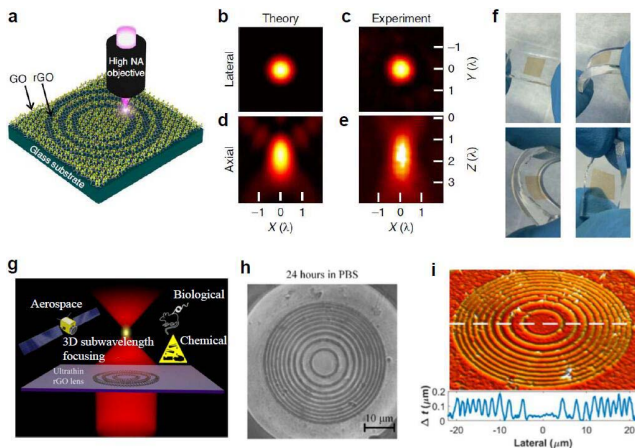 a
GO
rGO
High NA
objective
Glass substrate
b
Theory
c
Experiment
Lateral
−1
0
1
Y (λ)
d
e
Axial
0
1
2
3
Z (λ)
−1 0 1
−1 0 1
X (λ)
X (λ)
f
g
Aerospace
Biological
3D subwavelength
focusing
Chemical
Ultrathin
rGO lens
h
24 hours in PBS
10 μm
i
0.2
0.1
0
Δ t (μm)
-20 -10 0 10 20
Lateral (μm)